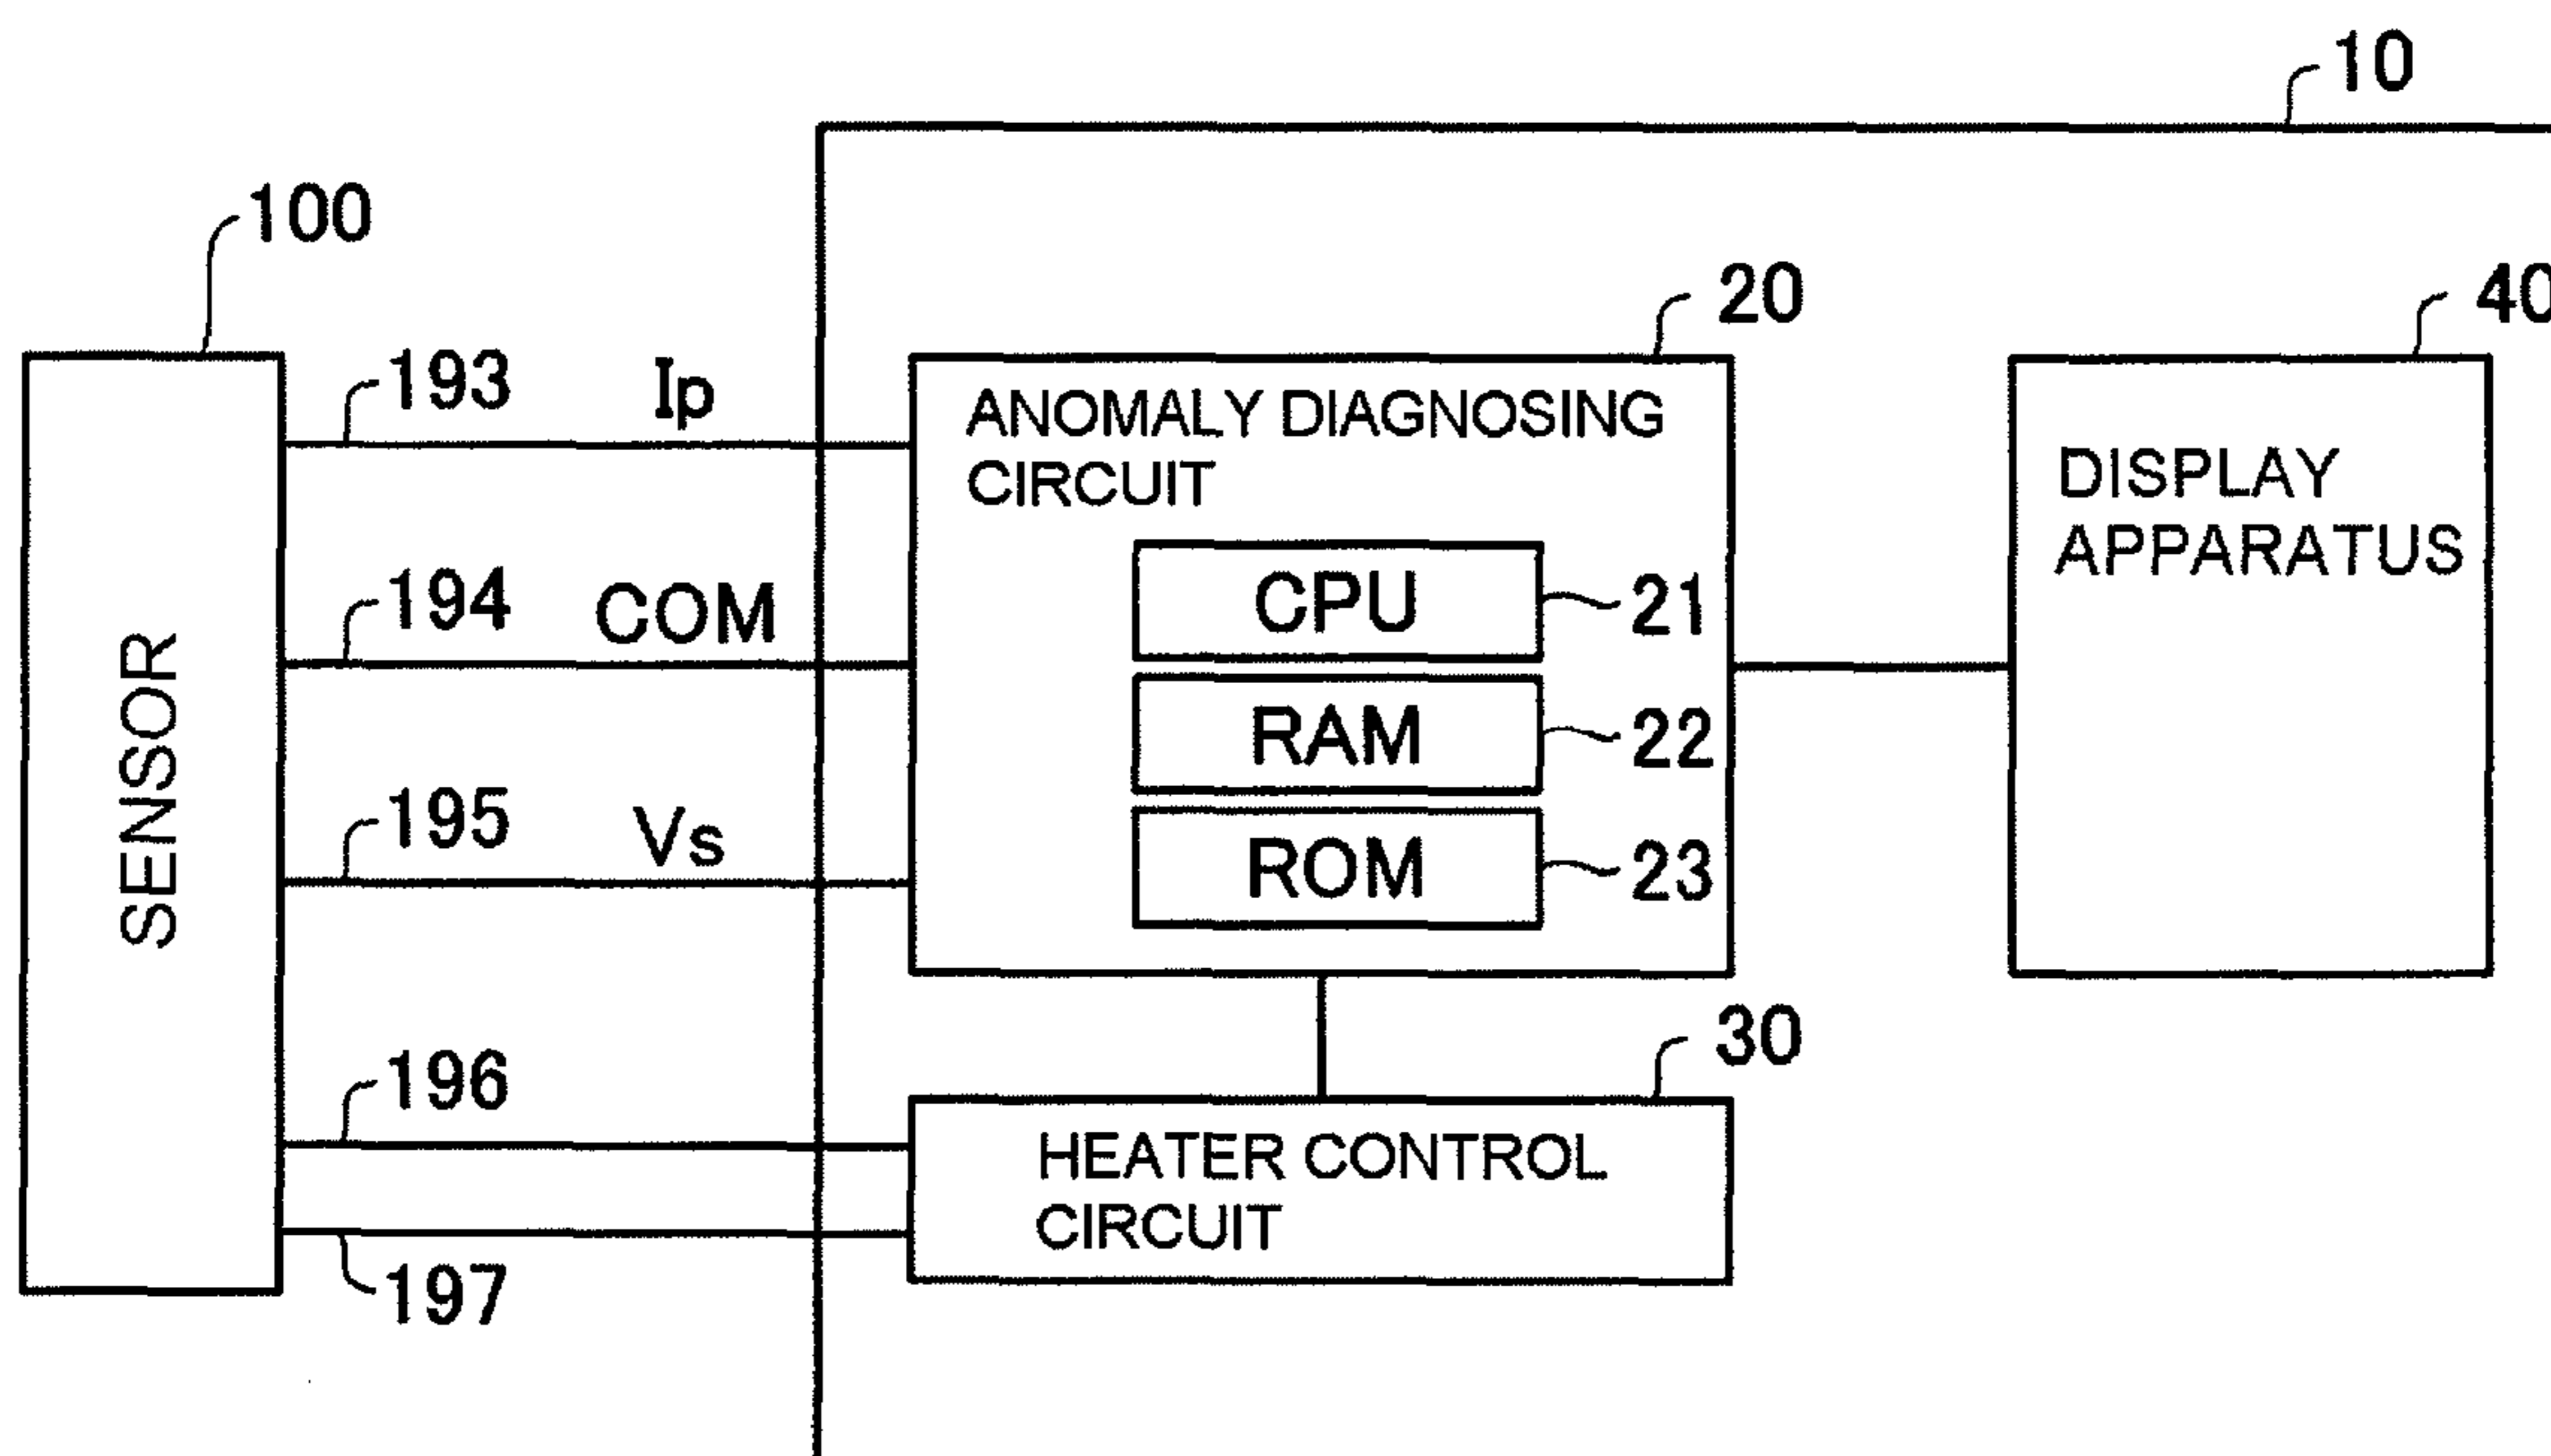 10
100
20
40
193
Ip
ANOMALY DIAGNOSING
CIRCUIT
DISPLAY
APPARATUS
194
COM
CPU
21
RAM
22
SENSOR
195
Vs
ROM
23
30
196
HEATER CONTROL
CIRCUIT
197